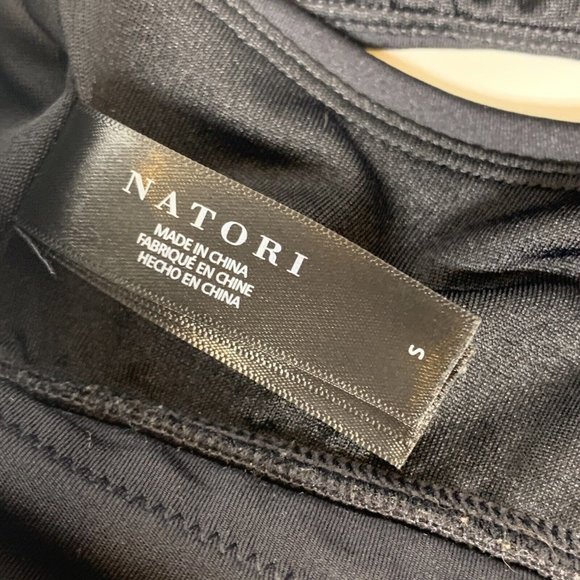 NATORI
MADE IN CHINA
FABRIQUÉ EN CHINE
HECHO EN CHINA
S